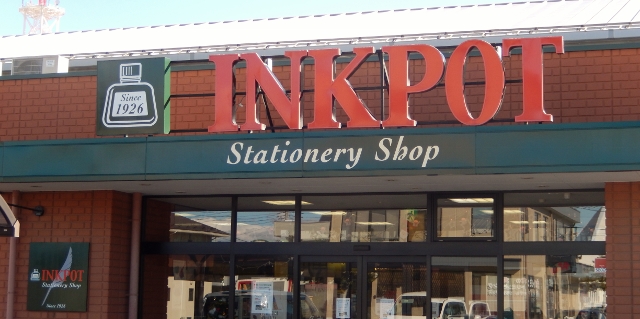 Since
1926
INKPOT
Stationery Shop
INKPOT
Stationery Shop
Since 1926